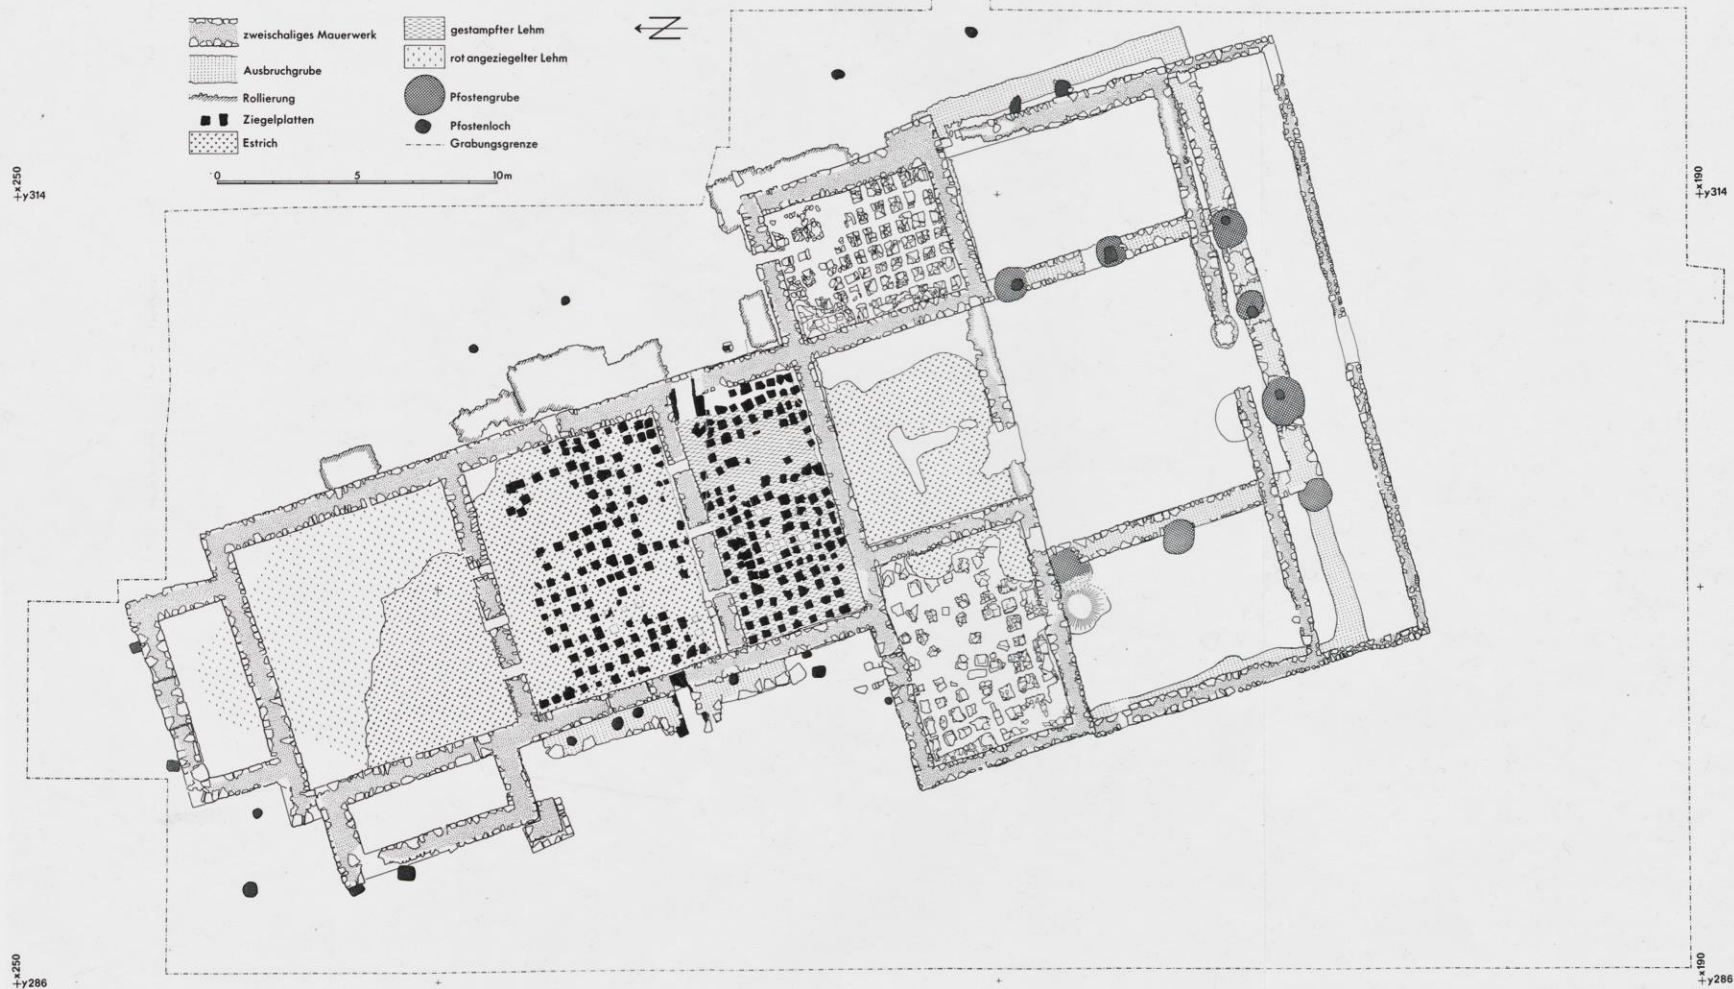 zweischaliges Mauerwerk
Ausbruchgrube
Rollierung
Ziegelplatten
Estrich
gestampfter Lehm
rot angeziegelter Lehm
Pfostengrube
Pfostenloch
Grabungsgrenze
N
0 5 10 m
x250
y314
x190
y314
x250
y286
x190
y286